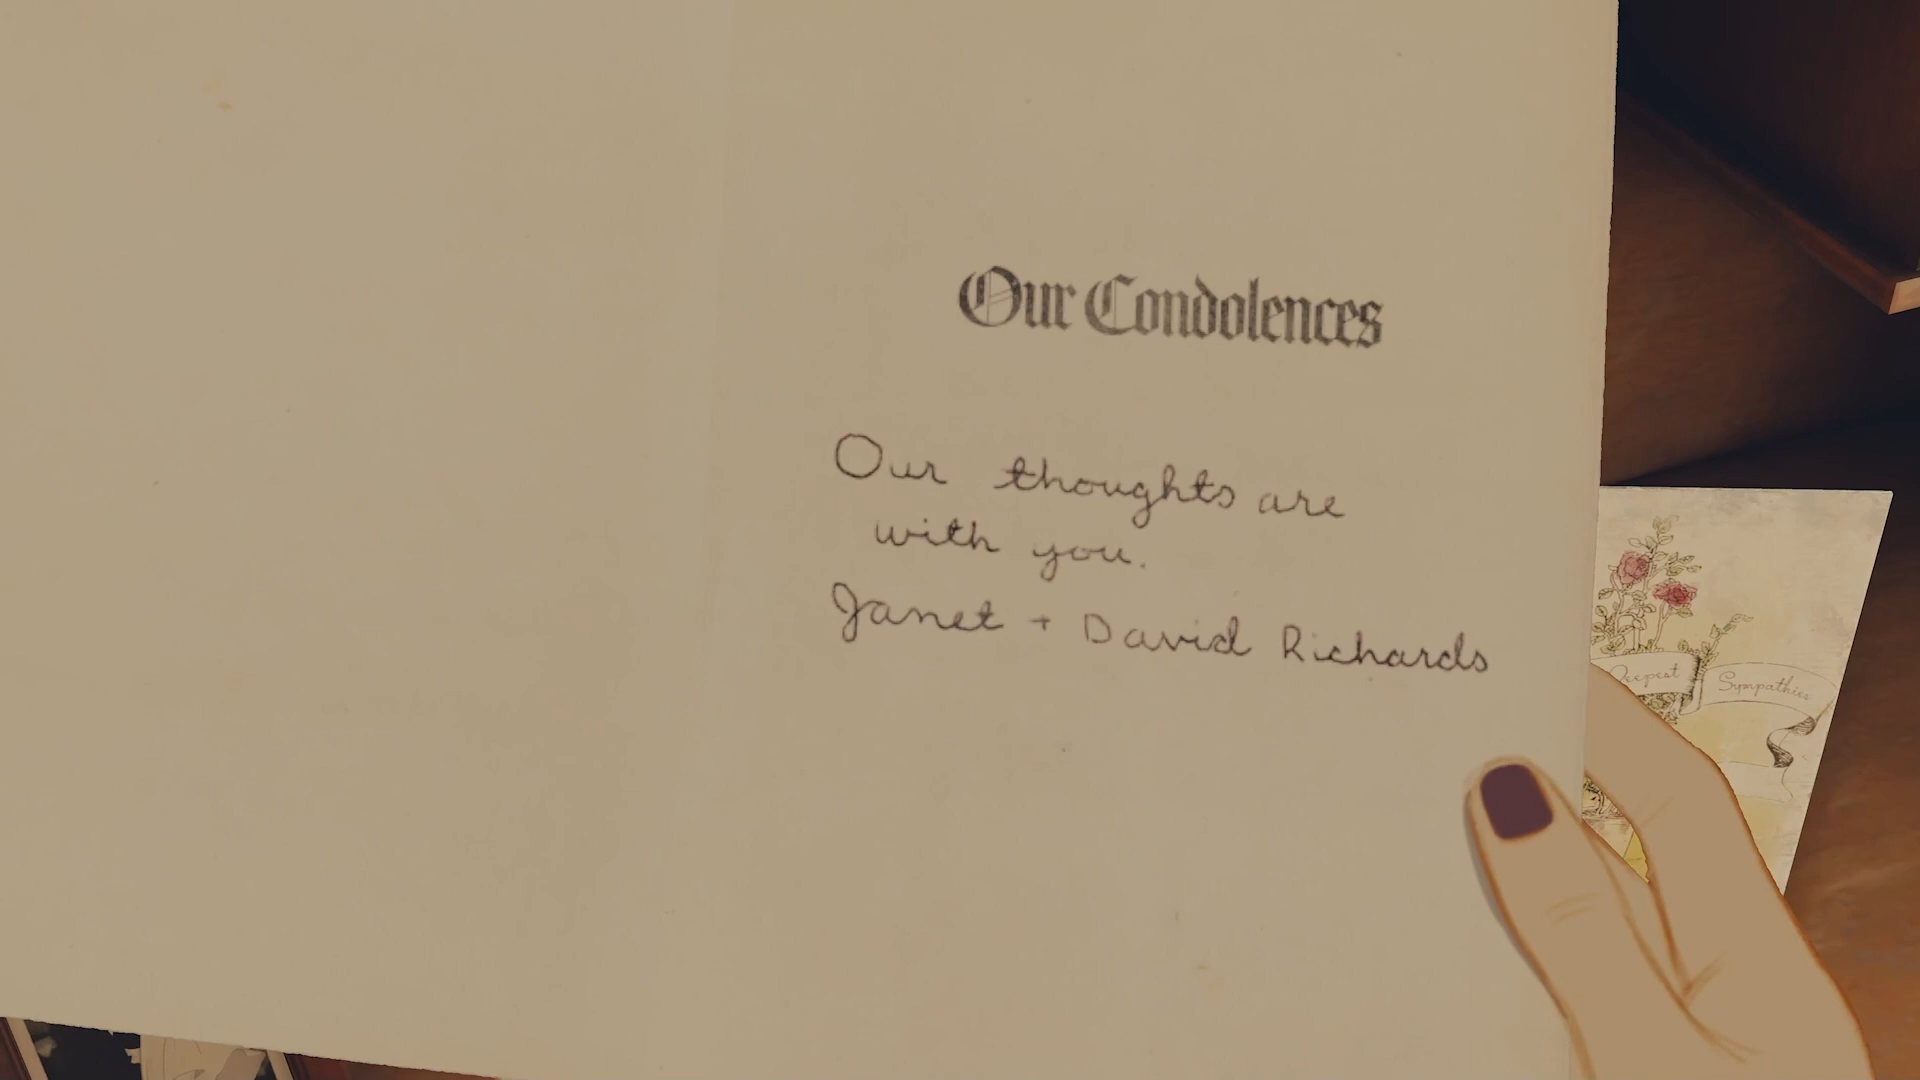 Our Condolences
Our thoughts are
with you.
Janet + David Richards
Deepest
Sympathies